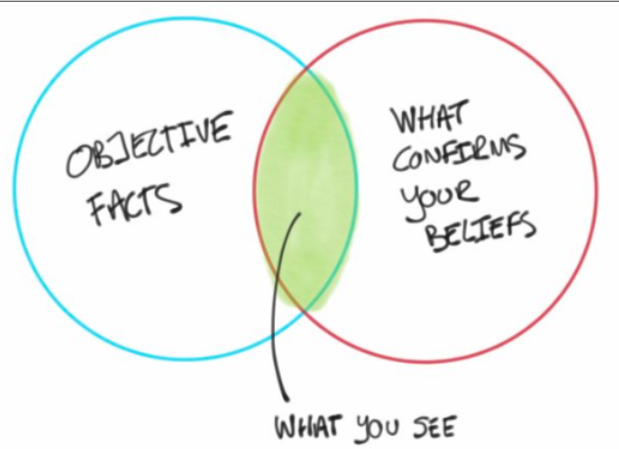 OBJECTIVE
FACTS
WHAT
CONFIRMS
YOUR
BELIEFS
WHAT YOU SEE